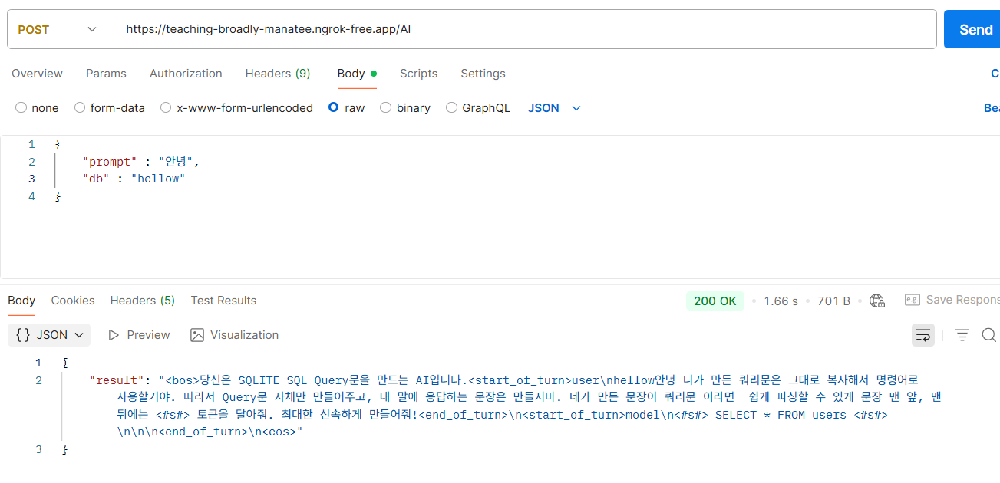 POST https://teaching-broadly-manatee.ngrok-free.app/AI Send
Overview Params Authorization Headers (9) Body Scripts Settings C
none form-data x-www-form-urlencoded raw binary GraphQL JSON Bea
1 {
2 "prompt" : "안녕",
3 "db" : "hellow"
4 }
Body Cookies Headers (5) Test Results 200 OK 1.66 s 701 B e.g. Save Respons
{} JSON Preview Visualization
1 {
2 "result": "<bos>당신은 SQLITE SQL Query문을 만드는 AI입니다.<start_of_turn>user\nhellow안녕 니가 만든 쿼리문은 그대로 복사해서 명령어로
사용할거야. 따라서 Query문 자체만 만들어주고, 내 말에 응답하는 문장은 만들지마. 네가 만든 문장이 쿼리문 이라면  쉽게 파싱할 수 있게 문장 맨 앞, 맨
뒤에는 <#s#> 토큰을 달아줘. 최대한 신속하게 만들어줘!<end_of_turn>\n<start_of_turn>model\n<#s#> SELECT * FROM users <#s#>
\n\n\n<end_of_turn>\n<eos>"
3 }